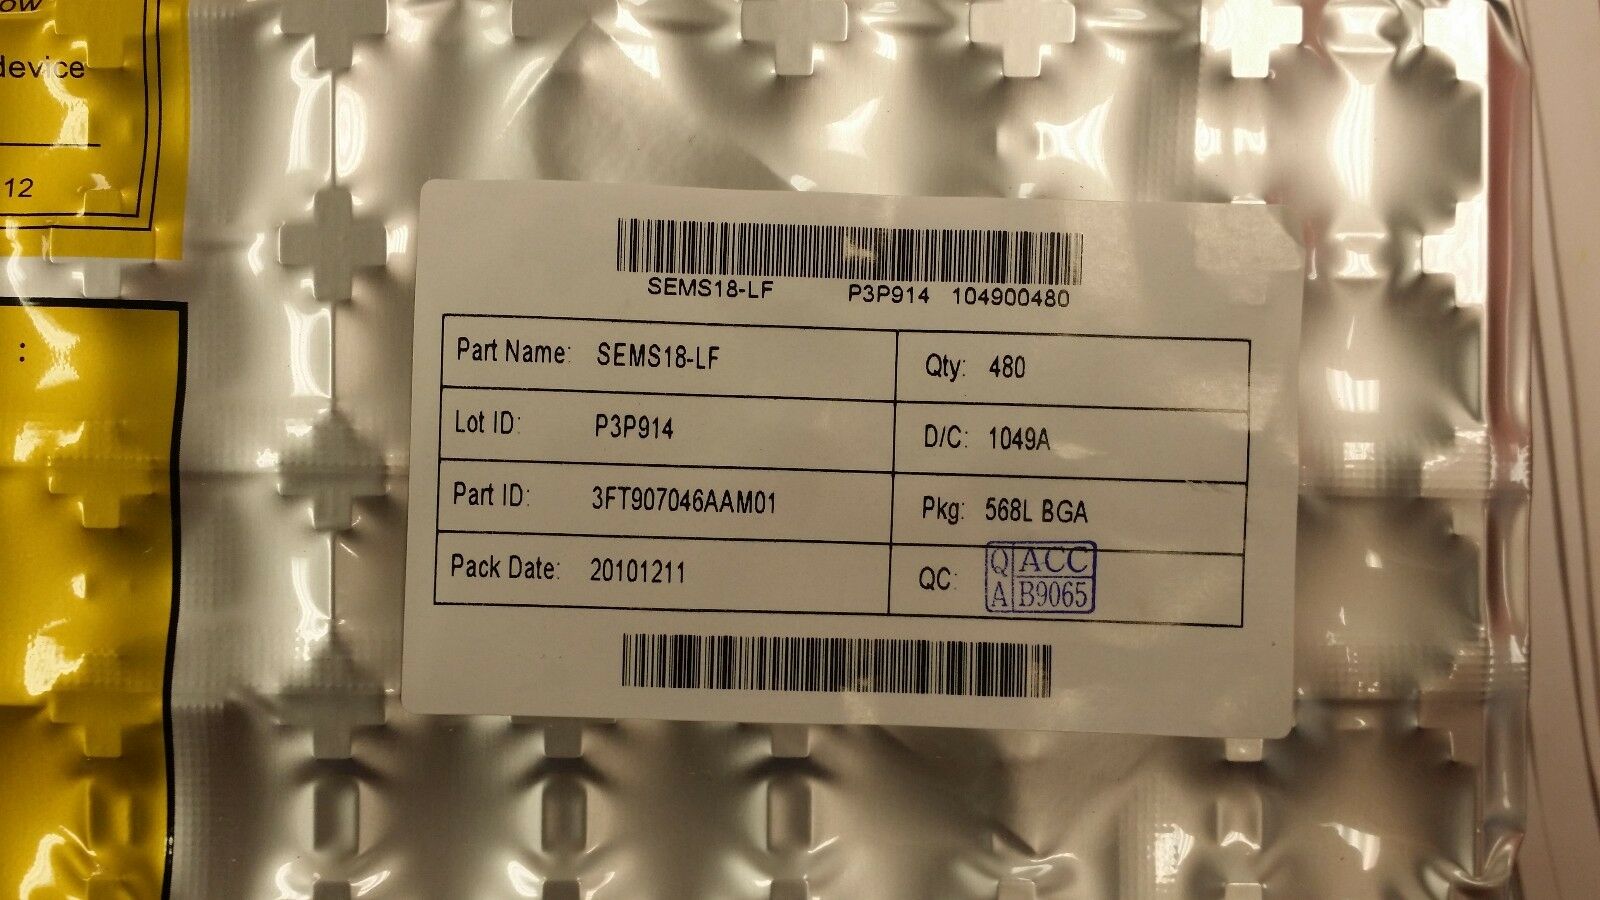 device
12
:
SEMS18-LF P3P914 104900480
Part Name: SEMS18-LF Qty: 480
Lot ID: P3P914 D/C: 1049A
Part ID: 3FT907046AAM01 Pkg: 568L BGA
Pack Date: 20101211 QC: QA ACC B9065